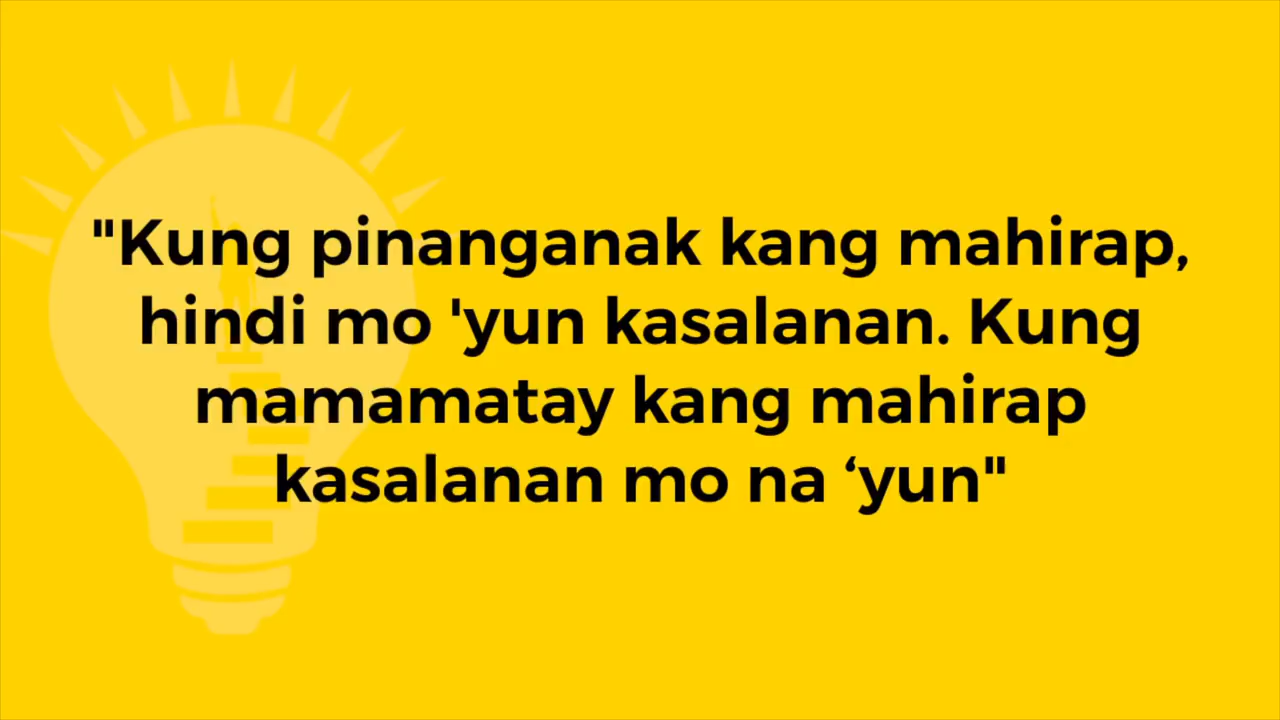 "Kung pinanganak kang mahirap,
hindi mo 'yun kasalanan. Kung
mamamatay kang mahirap
kasalanan mo na ‘yun"